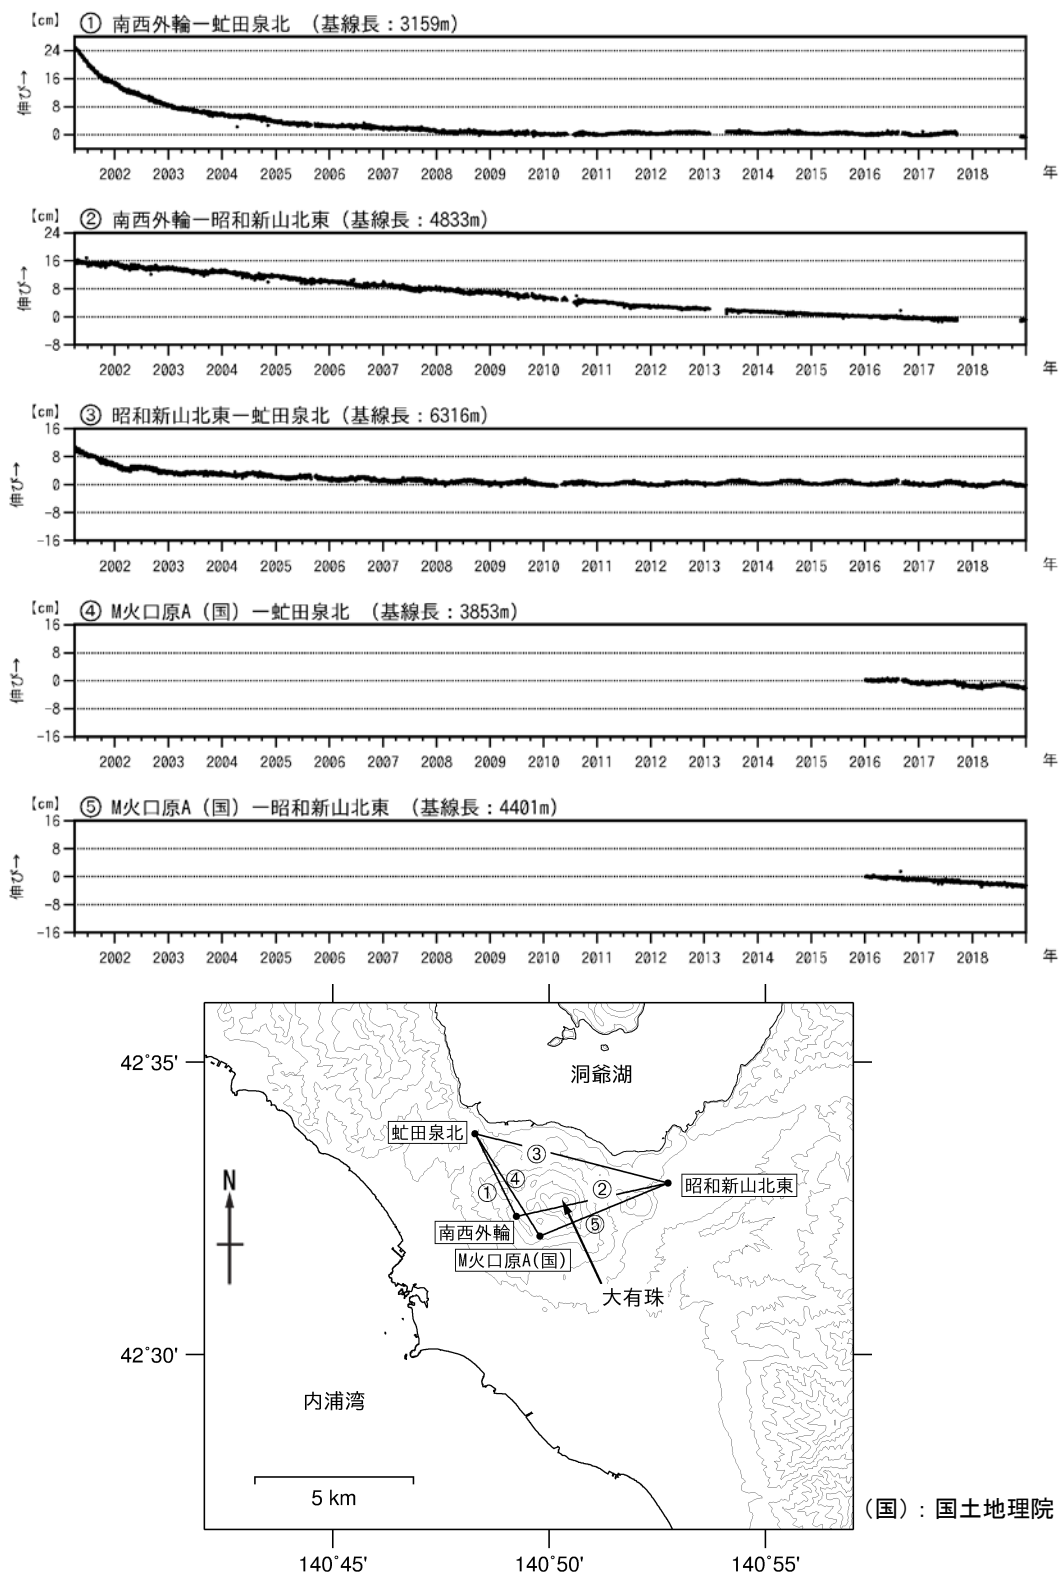 [cm] ① 南西外輪ー虻田泉北 (基線長:3159m)
24
16
8
0
伸び→
2002 2003 2004 2005 2006 2007 2008 2009 2010 2011 2012 2013 2014 2015 2016 2017 2018 年
[cm] ② 南西外輪ー昭和新山北東 (基線長:4833m)
24
16
8
0
-8
伸び→
2002 2003 2004 2005 2006 2007 2008 2009 2010 2011 2012 2013 2014 2015 2016 2017 2018 年
[cm] ③ 昭和新山北東ー虻田泉北 (基線長:6316m)
16
8
0
-8
-16
伸び→
2002 2003 2004 2005 2006 2007 2008 2009 2010 2011 2012 2013 2014 2015 2016 2017 2018 年
[cm] ④ M火口原A (国) ー虻田泉北 (基線長:3853m)
16
8
0
-8
-16
伸び→
2002 2003 2004 2005 2006 2007 2008 2009 2010 2011 2012 2013 2014 2015 2016 2017 2018 年
[cm] ⑤ M火口原A (国) ー昭和新山北東 (基線長:4401m)
16
8
0
-8
-16
伸び→
2002 2003 2004 2005 2006 2007 2008 2009 2010 2011 2012 2013 2014 2015 2016 2017 2018 年
42˚35'
洞爺湖
虻田泉北
③
N
④
①
②
昭和新山北東
南西外輪
⑤
M火口原A(国)
大有珠
42˚30'
内浦湾
5 km
(国):国土地理院
140˚45' 140˚50' 140˚55'